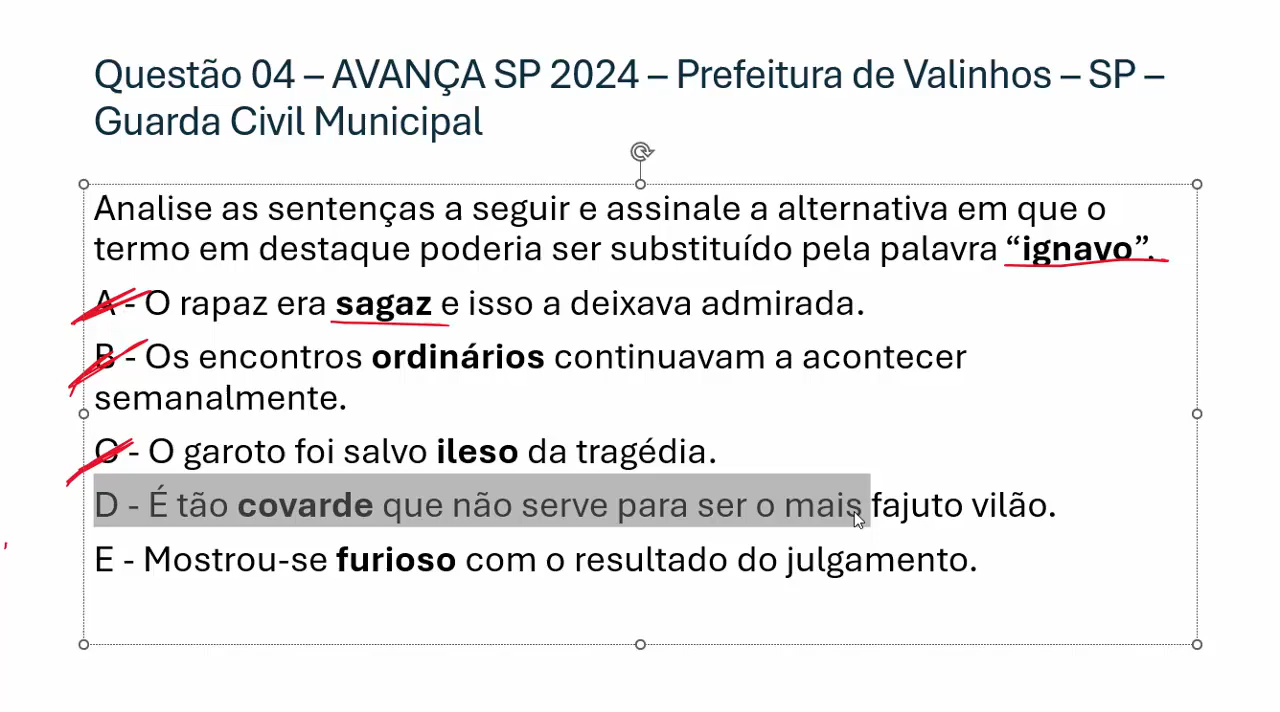 Questão 04 – AVANÇA SP 2024 – Prefeitura de Valinhos – SP –
Guarda Civil Municipal
Analise as sentenças a seguir e assinale a alternativa em que o
termo em destaque poderia ser substituído pela palavra “ignavo”.
A - O rapaz era sagaz e isso a deixava admirada.
B - Os encontros ordinários continuavam a acontecer
semanalmente.
C - O garoto foi salvo ileso da tragédia.
D - É tão covarde que não serve para ser o mais fajuto vilão.
E - Mostrou-se furioso com o resultado do julgamento.